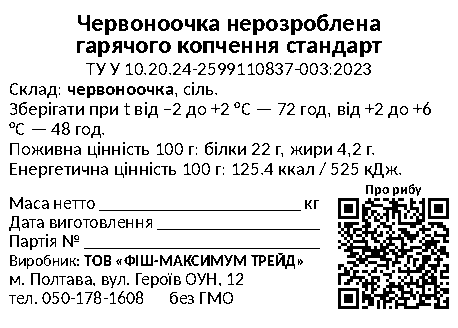 Червоноочка нерозроблена
гарячого копчення стандарт
ТУ У 10.20.24-2599110837-003:2023
Склад: червоноочка, сіль.
Зберігати при t від –2 до +2 °C — 72 год, від +2 до +6
°C — 48 год.
Поживна цінність 100 г: білки 22 г, жири 4,2 г.
Енергетична цінність 100 г: 125.4 ккал / 525 кДж.
Про рибу
Маса нетто ____________________ кг
Дата виготовлення ________________
Партія № _______________________
Виробник: ТОВ «ФІШ-МАКСИМУМ ТРЕЙД»
м. Полтава, вул. Героїв ОУН, 12
тел. 050-178-1608 без ГМО